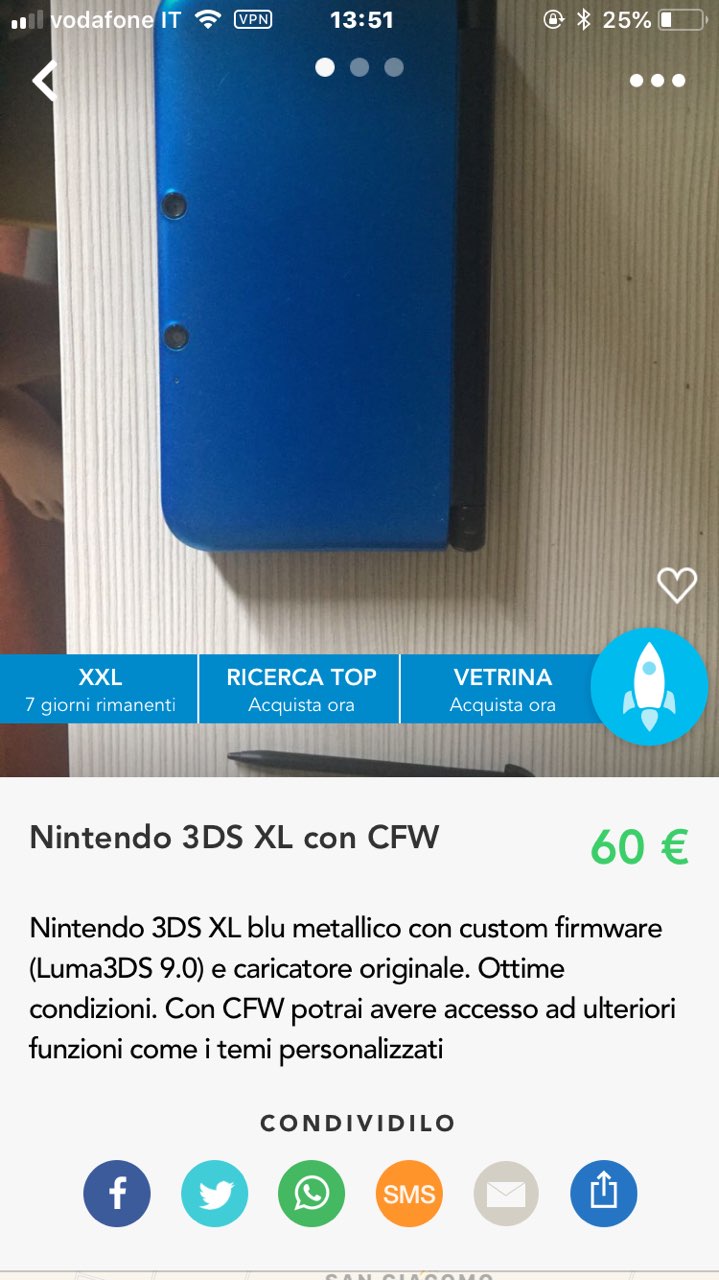 vodafone IT VPN 13:51 25%
XXL RICERCA TOP VETRINA
7 giorni rimanenti Acquista ora Acquista ora
Nintendo 3DS XL con CFW 60 €
Nintendo 3DS XL blu metallico con custom firmware
(Luma3DS 9.0) e caricatore originale. Ottime
condizioni. Con CFW potrai avere accesso ad ulteriori
funzioni come i temi personalizzati
CONDIVIDILO
SMS
SAN GIACOMO